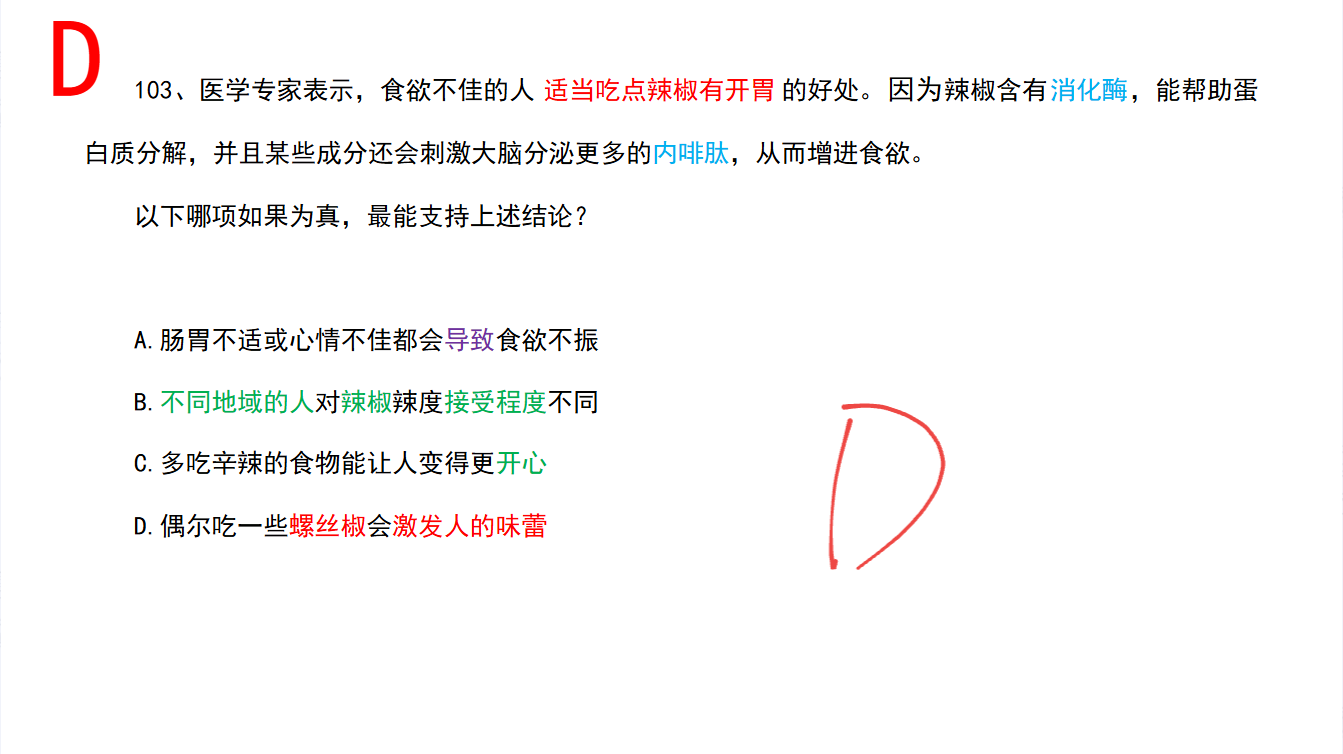 D
103、医学专家表示，食欲不佳的人 适当吃点辣椒有开胃 的好处。因为辣椒含有消化酶，能帮助蛋
白质分解，并且某些成分还会刺激大脑分泌更多的内啡肽，从而增进食欲。
以下哪项如果为真，最能支持上述结论？
A.肠胃不适或心情不佳都会导致食欲不振
B.不同地域的人对辣椒辣度接受程度不同
C.多吃辛辣的食物能让人变得更开心
D.偶尔吃一些螺丝椒会激发人的味蕾
D